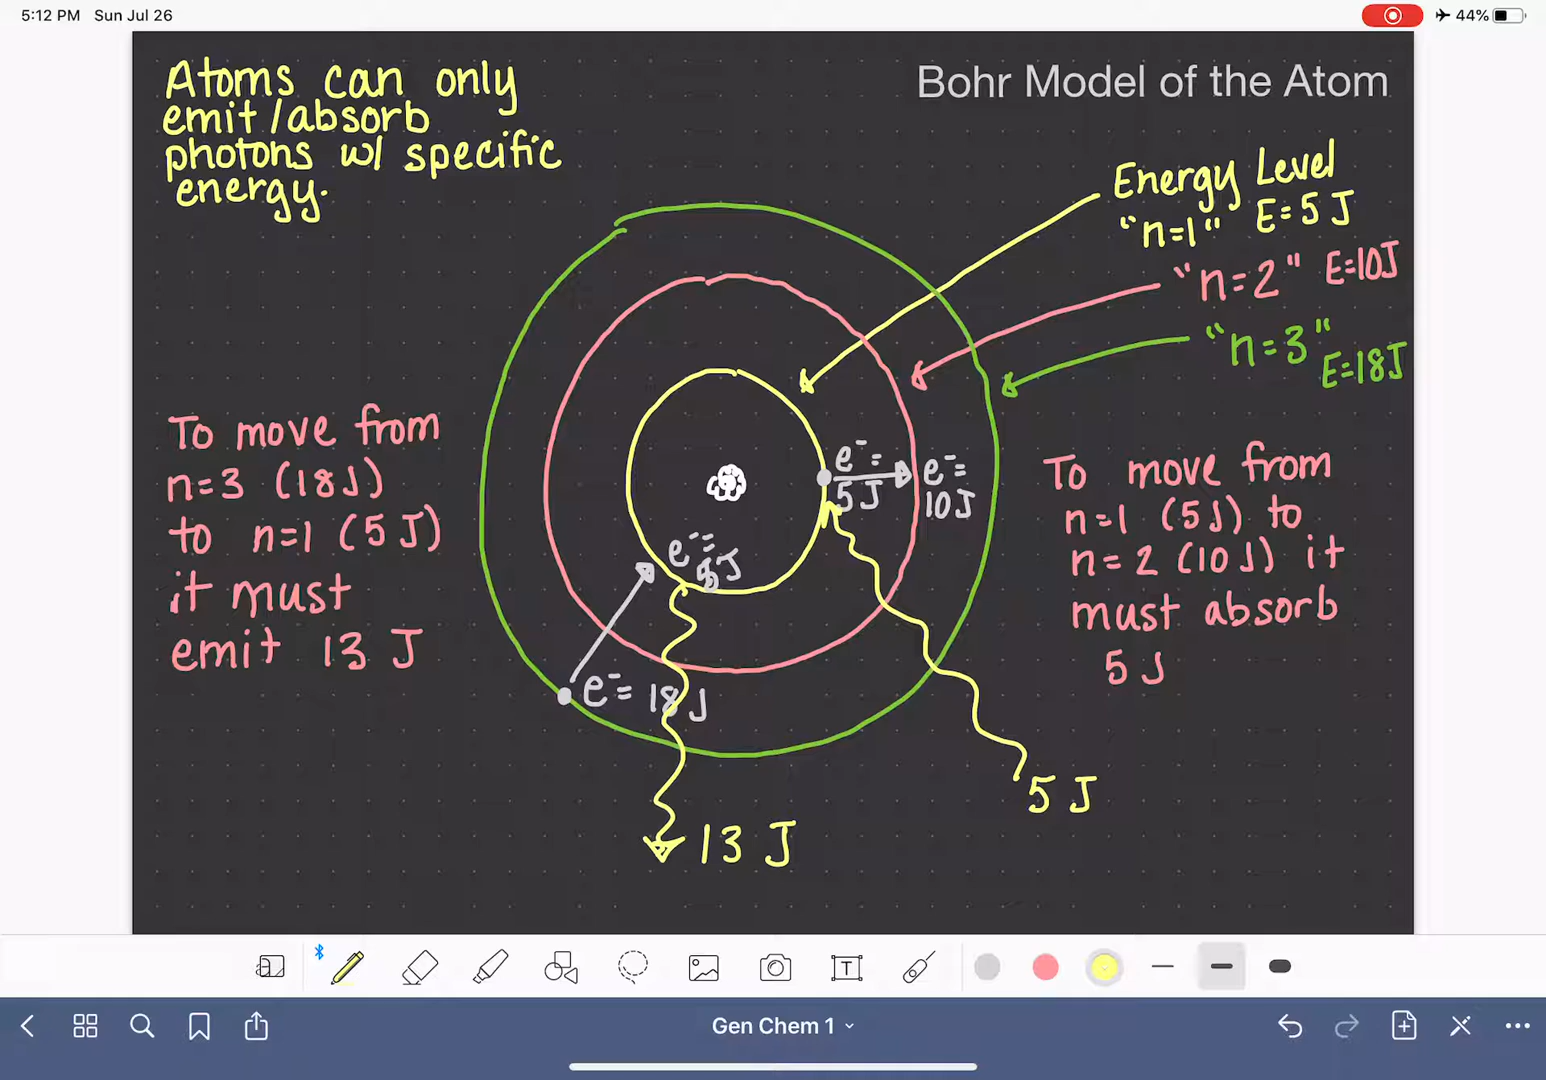 5:12 PM Sun Jul 26
44%
Atoms can only
emit/absorb
photons w/ specific
energy.
Bohr Model of the Atom
Energy Level
"n=1" E=5 J
"n=2" E=10J
"n=3"
E=18J
To move from
n=3 (18J)
to n=1 (5 J)
it must
emit 13 J
e⁻=
5 J
e⁻=
10J
e⁻=
J
e⁻= 18 J
To move from
n=1 (5J) to
n=2 (10J) it
must absorb
5 J
5 J
13 J
T
Gen Chem 1